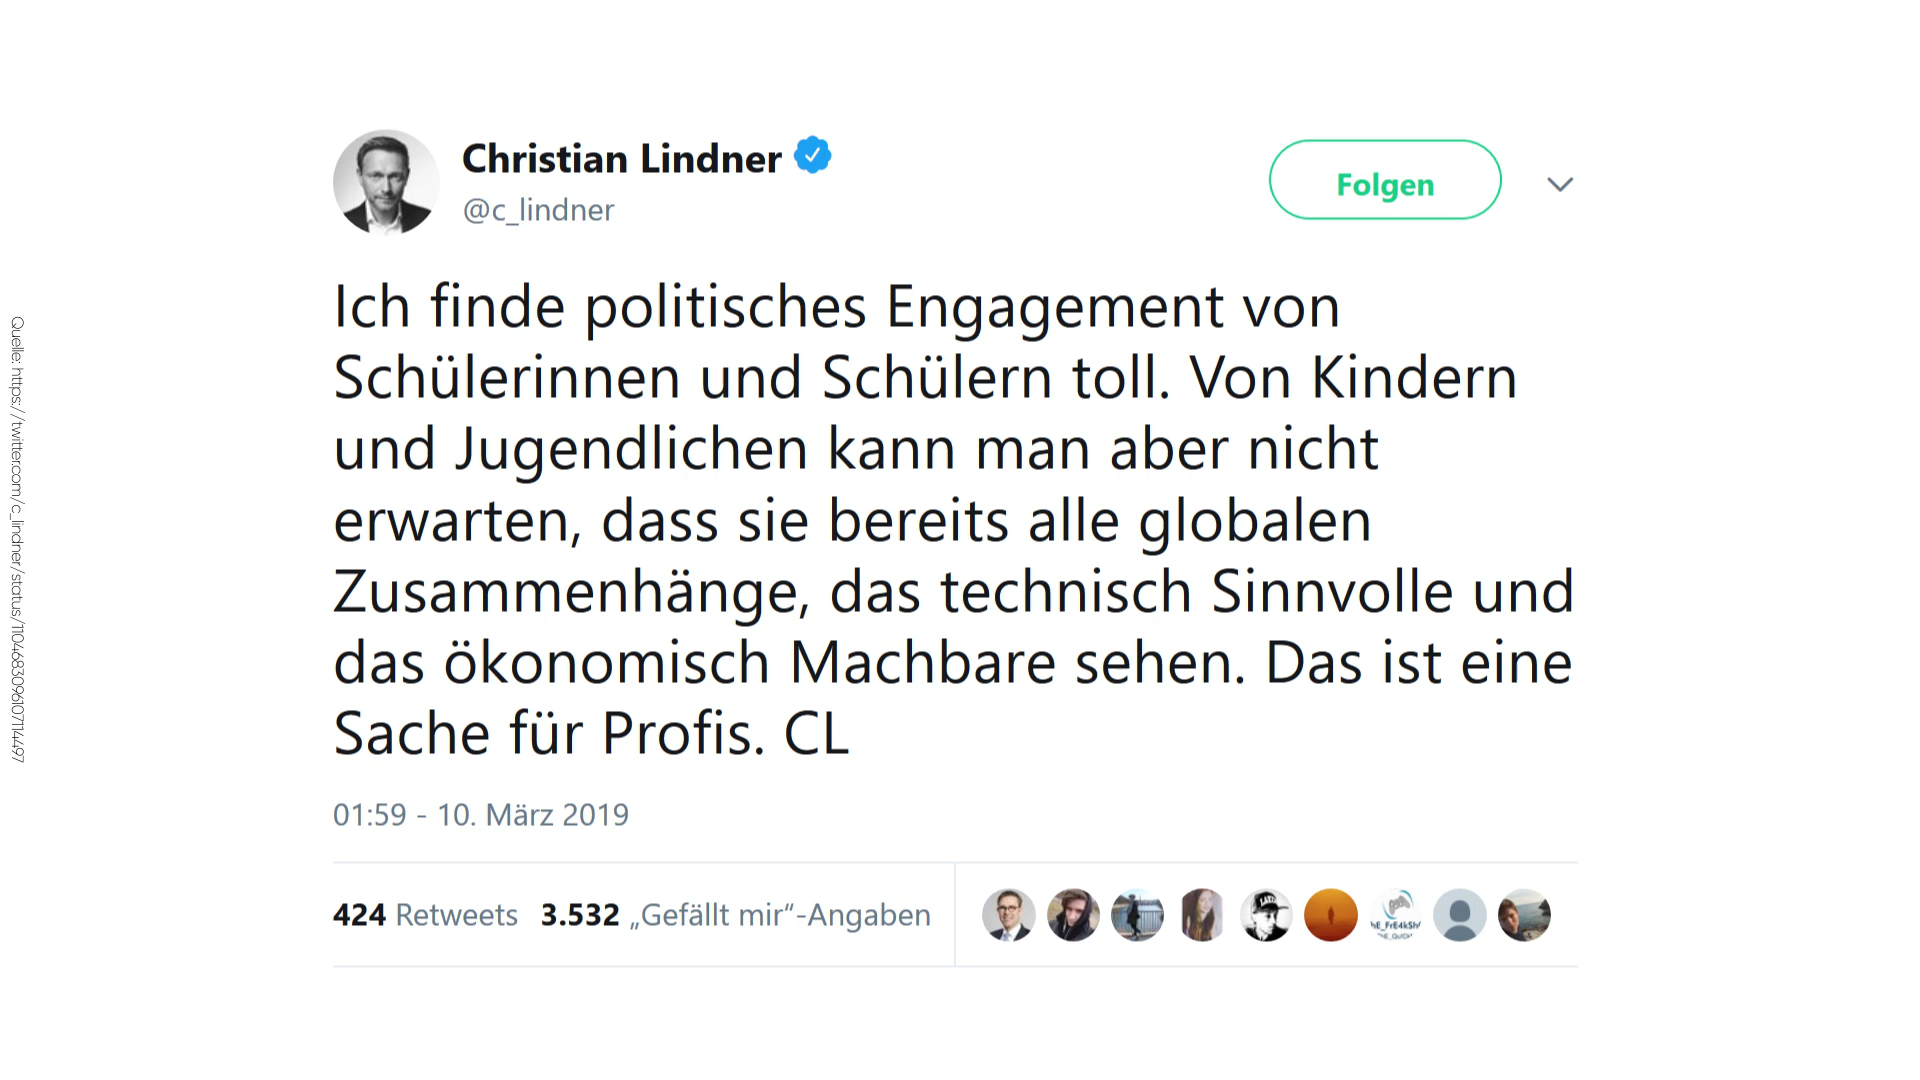 Christian Lindner
@c_lindner
Folgen
Ich finde politisches Engagement von
Schülerinnen und Schülern toll. Von Kindern
und Jugendlichen kann man aber nicht
erwarten, dass sie bereits alle globalen
Zusammenhänge, das technisch Sinnvolle und
das ökonomisch Machbare sehen. Das ist eine
Sache für Profis. CL
01:59 - 10. März 2019
424 Retweets 3.532 „Gefällt mir“-Angaben
Quelle: https://twitter.com/c_lindner/status/1104683096107114497